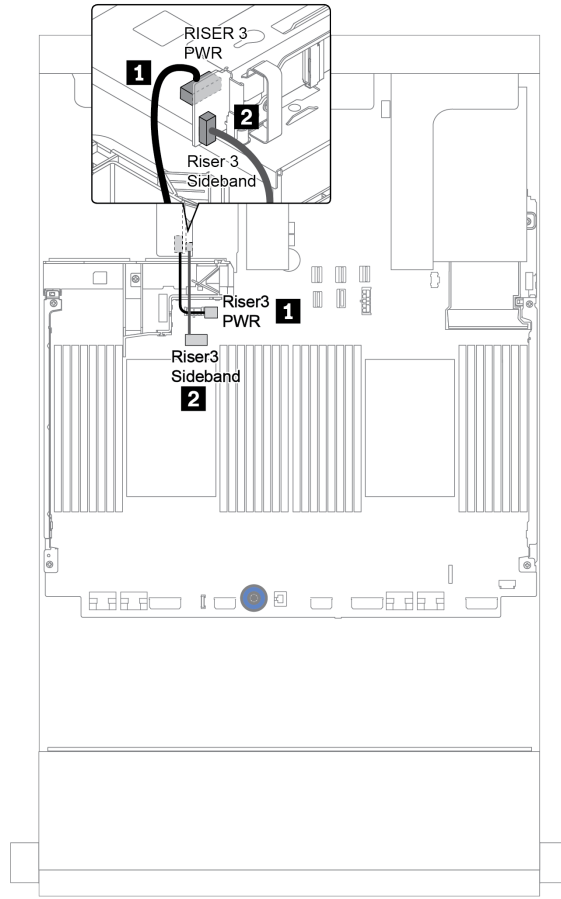 RISER 3
PWR
1
2
Riser 3
Sideband
Riser3
PWR
1
Riser3
Sideband
2